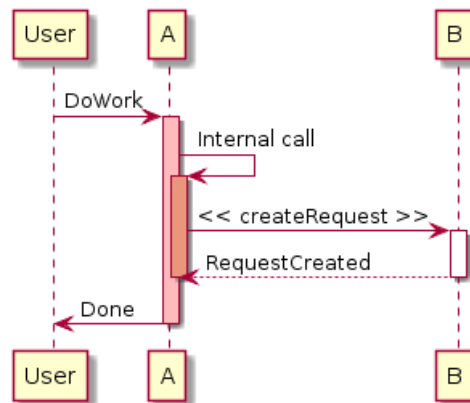 User A B
DoWork
Internal call
<< createRequest >>
RequestCreated
Done
User A B